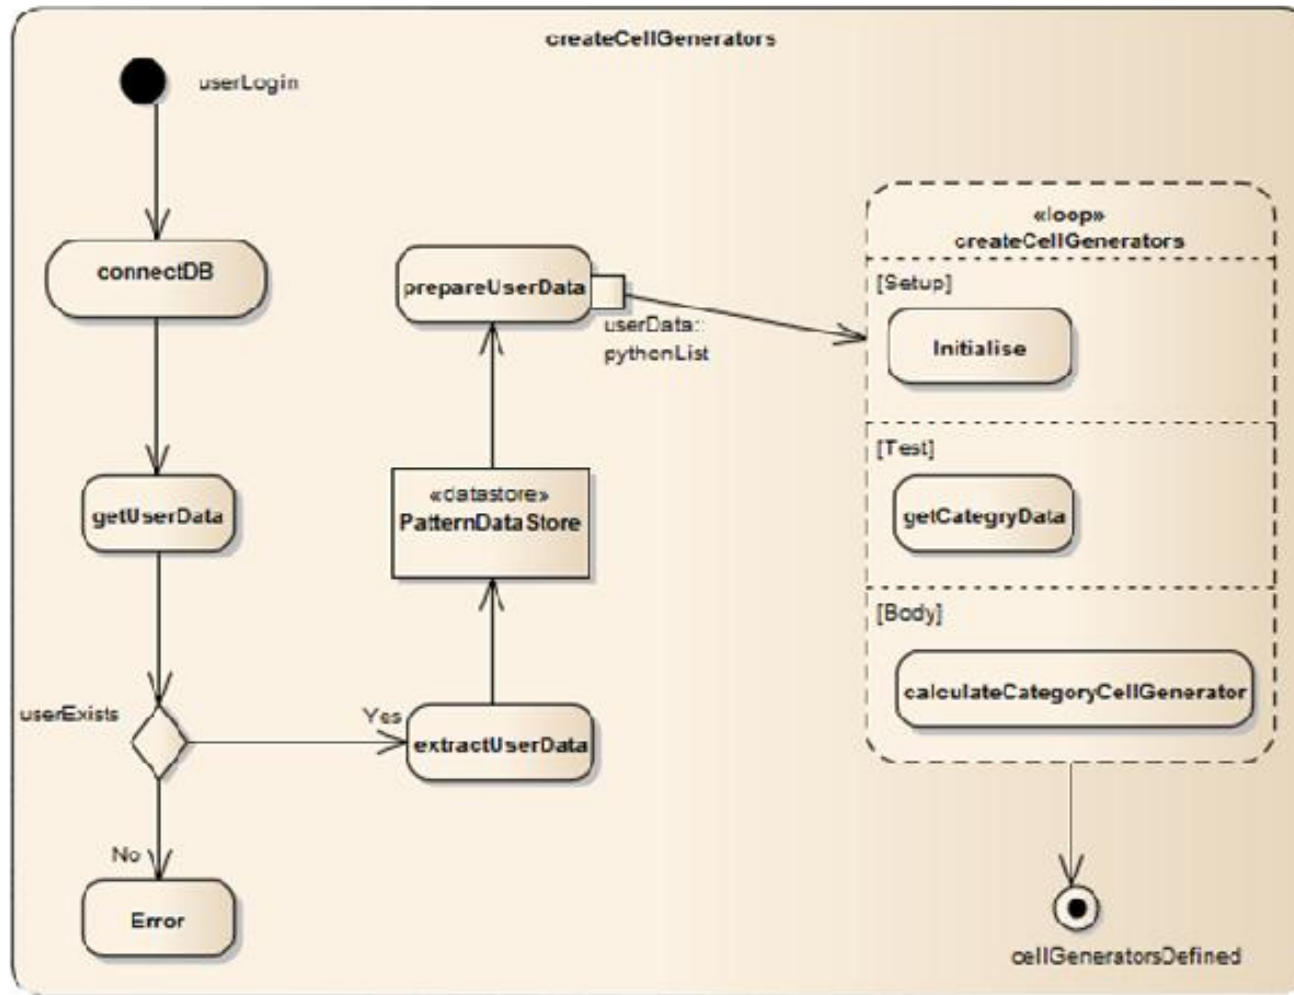 createCellGenerators
userLogin
connectDB
getUserData
userExists
Yes
No
Error
extractUserData
«datastore»
PatternDataStore
prepareUserData
userData::
pythonList
«loop»
createCellGenerators
[Setup]
Initialise
[Test]
getCategryData
[Body]
calculateCategoryCellGenerator
cellGeneratorsDefined